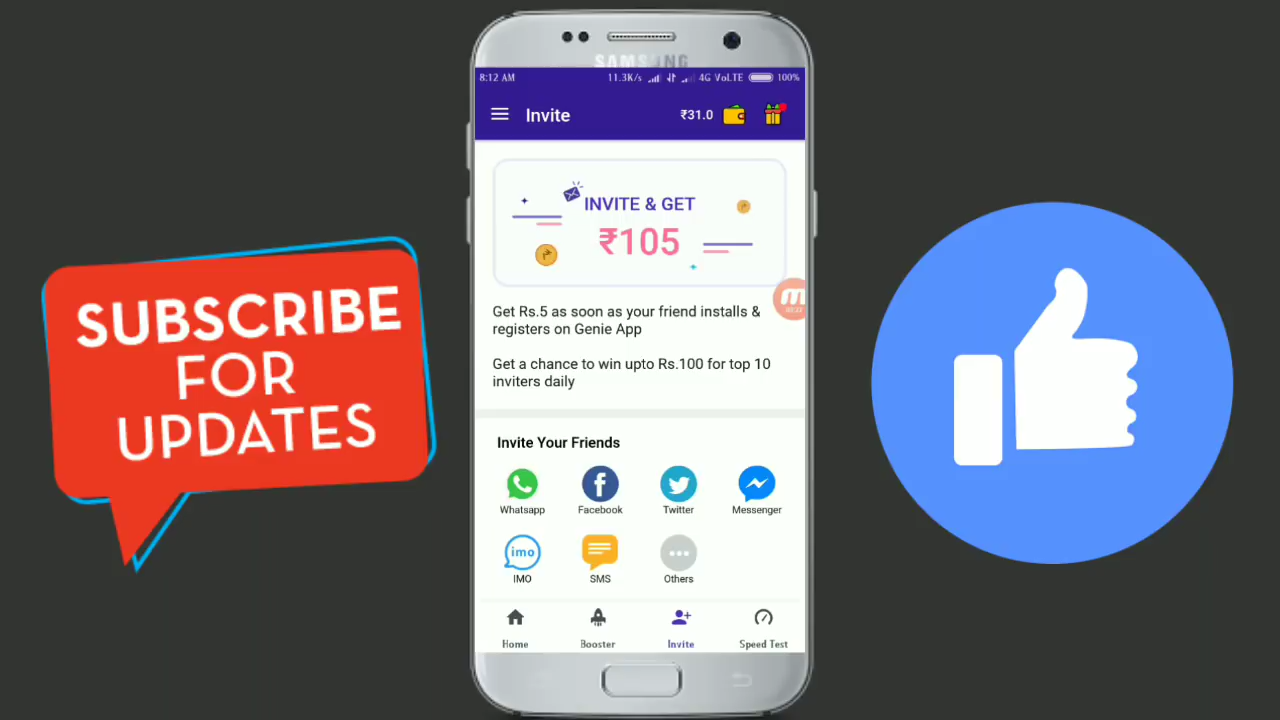 SAMSUNG
8:12 AM 11.3K/s 4G VoLTE 100%
Invite ₹31.0
INVITE & GET
₹105
Get Rs.5 as soon as your friend installs &
registers on Genie App
Get a chance to win upto Rs.100 for top 10
inviters daily
Invite Your Friends
Whatsapp Facebook Twitter Messenger
imo
IMO SMS Others
Home Booster Invite Speed Test
SUBSCRIBE
FOR
UPDATES